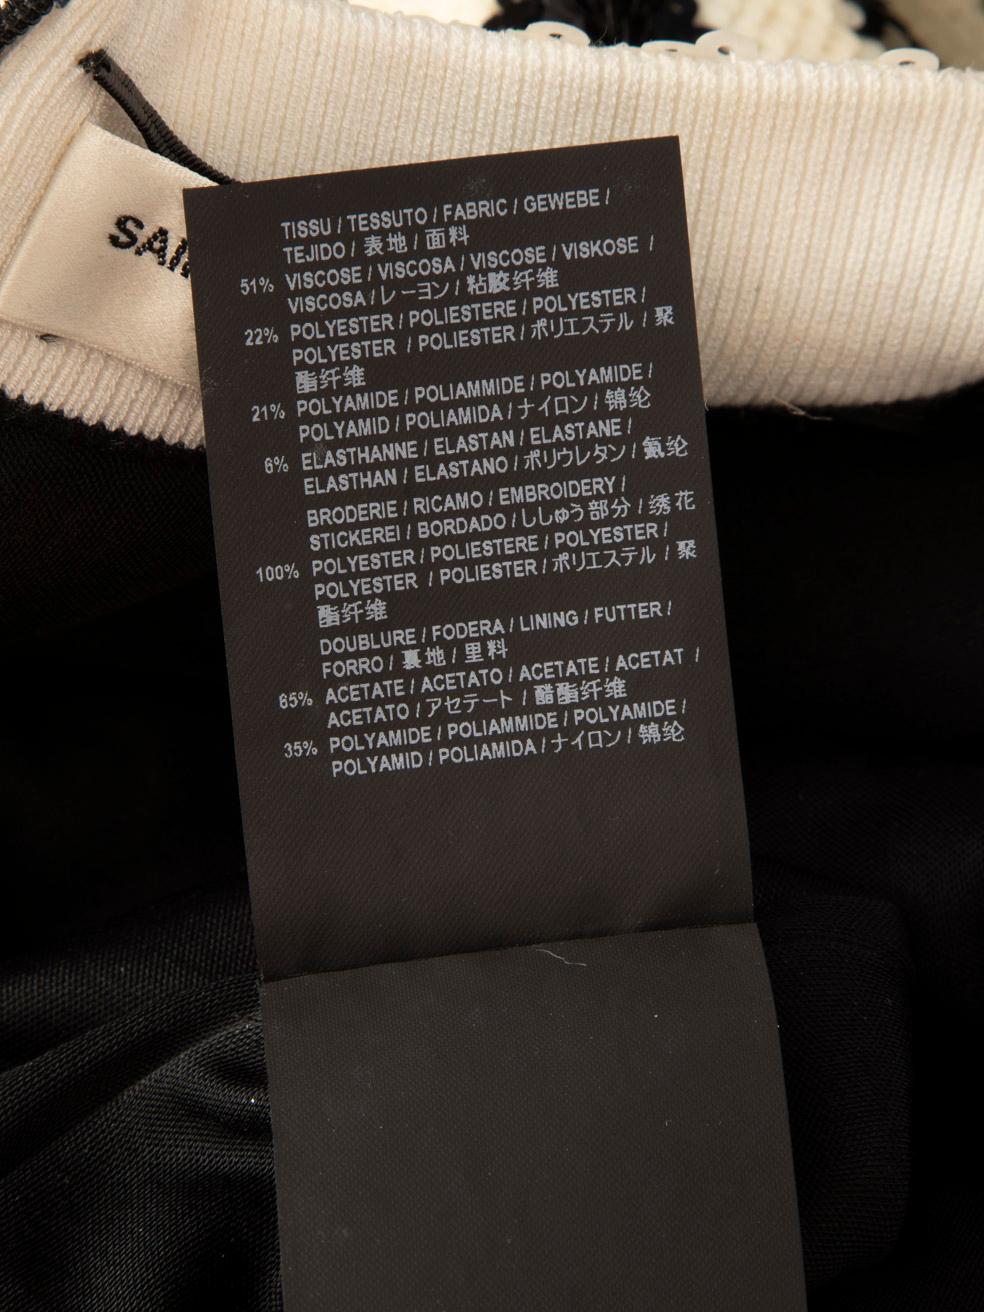 SAI
TISSU / TESSUTO / FABRIC / GEWEBE /
TEJIDO / 表地 / 面料
51% VISCOSE / VISCOSA / VISCOSE / VISKOSE /
VISCOSA / レーヨン / 粘胶纤维
22% POLYESTER / POLIESTERE / POLYESTER /
POLYESTER / POLIESTER / ポリエステル / 聚
酯纤维
21% POLYAMIDE / POLIAMMIDE / POLYAMIDE /
POLYAMID / POLIAMIDA / ナイロン / 锦纶
6% ELASTHANNE / ELASTAN / ELASTANE /
ELASTHAN / ELASTANO / ポリウレタン / 氨纶
BRODERIE / RICAMO / EMBROIDERY /
STICKEREI / BORDADO / ししゅう部分 / 绣花
100% POLYESTER / POLIESTERE / POLYESTER /
POLYESTER / POLIESTER / ポリエステル / 聚
酯纤维
DOUBLURE / FODERA / LINING / FUTTER /
FORRO / 裏地 / 里料
65% ACETATE / ACETATO / ACETATE / ACETAT /
ACETATO / アセテート / 醋酯纤维
35% POLYAMIDE / POLIAMMIDE / POLYAMIDE /
POLYAMID / POLIAMIDA / ナイロン / 锦纶